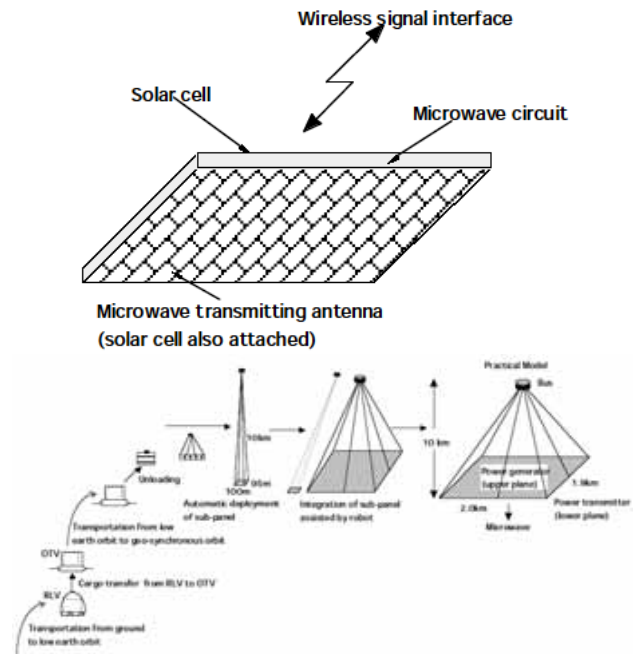 Wireless signal interface
Solar cell
Microwave circuit
Microwave transmitting antenna
(solar cell also attached)
Practical Model
Bus
10km
10 km
Unloading
95m
100m
Automatic deployment
of sub-panel
Integration of sub-panel
assisted by robot
Power generator
(upper plane)
1.9km
2.0km
Power transmitter
(lower plane)
Microwave
Transportation from low
earth orbit to geo-synchronous orbit
OTV
Cargo transfer from RLV to OTV
RLV
Transportation from ground
to low earth orbit